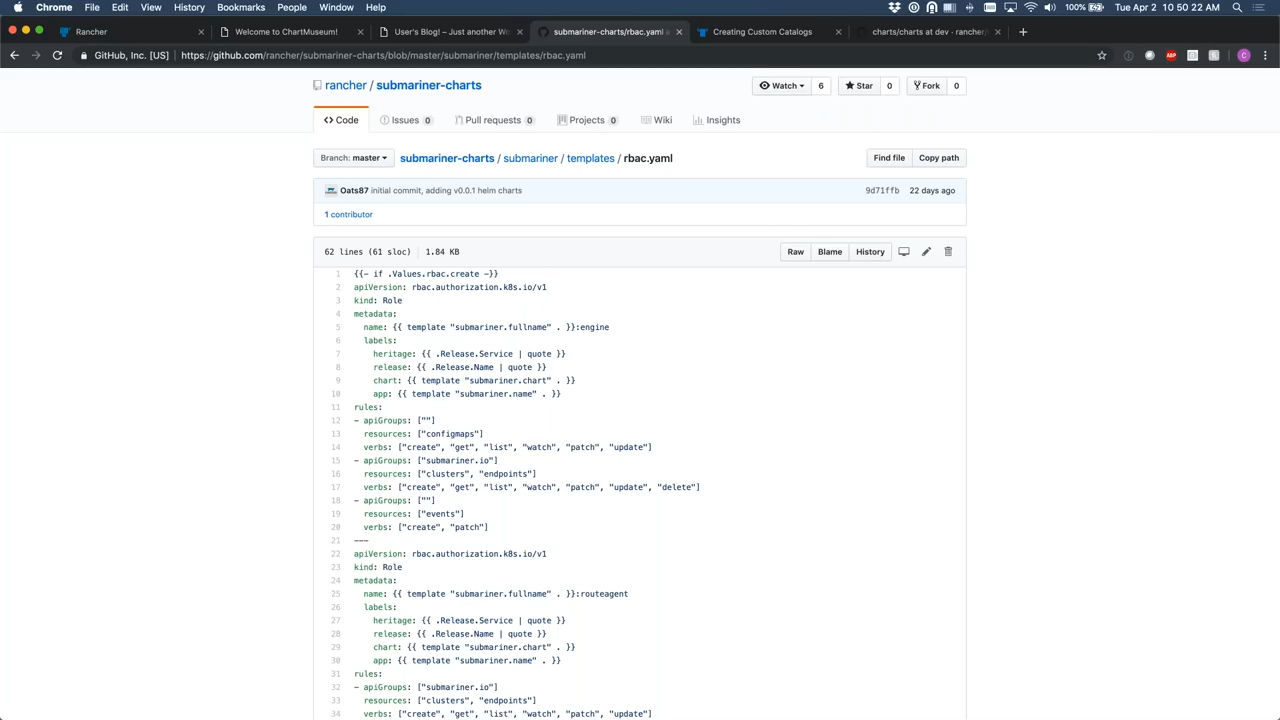 Chrome File Edit View History Bookmarks People Window Help 100% Tue Apr 2 10:50:22 AM
Rancher × Welcome to ChartMuseum! × User's Blog! – Just another Wo × submariner-charts/rbac.yaml × Creating Custom Catalogs × charts/charts at dev · rancher/ × +
GitHub, Inc. [US] https://github.com/rancher/submariner-charts/blob/master/submariner/templates/rbac.yaml ABP C
rancher / submariner-charts Watch 6 Star 0 Fork 0
Code Issues 0 Pull requests 0 Projects 0 Wiki Insights
Branch: master submariner-charts / submariner / templates / rbac.yaml Find file Copy path
Oats87 initial commit, adding v0.0.1 helm charts 9d71ffb 22 days ago
1 contributor
62 lines (61 sloc) 1.84 KB Raw Blame History
1 {{- if .Values.rbac.create -}}
2 apiVersion: rbac.authorization.k8s.io/v1
3 kind: Role
4 metadata:
5 name: {{ template "submariner.fullname" . }}:engine
6 labels:
7 heritage: {{ .Release.Service | quote }}
8 release: {{ .Release.Name | quote }}
9 chart: {{ template "submariner.chart" . }}
10 app: {{ template "submariner.name" . }}
11 rules:
12 - apiGroups: [""]
13 resources: ["configmaps"]
14 verbs: ["create", "get", "list", "watch", "patch", "update"]
15 - apiGroups: ["submariner.io"]
16 resources: ["clusters", "endpoints"]
17 verbs: ["create", "get", "list", "watch", "patch", "update", "delete"]
18 - apiGroups: [""]
19 resources: ["events"]
20 verbs: ["create", "patch"]
21 ---
22 apiVersion: rbac.authorization.k8s.io/v1
23 kind: Role
24 metadata:
25 name: {{ template "submariner.fullname" . }}:routeagent
26 labels:
27 heritage: {{ .Release.Service | quote }}
28 release: {{ .Release.Name | quote }}
29 chart: {{ template "submariner.chart" . }}
30 app: {{ template "submariner.name" . }}
31 rules:
32 - apiGroups: ["submariner.io"]
33 resources: ["clusters", "endpoints"]
34 verbs: ["create", "get", "list", "watch", "patch", "update"]